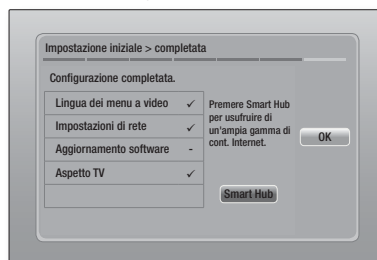 Impostazione iniziale > completata
Configurazione completata.
Lingua dei menu a video ✓
Impostazioni di rete ✓
Aggiornamento software -
Aspetto TV ✓
Premere Smart Hub
per usufruire di
un'ampia gamma di
cont. Internet.
Smart Hub
OK